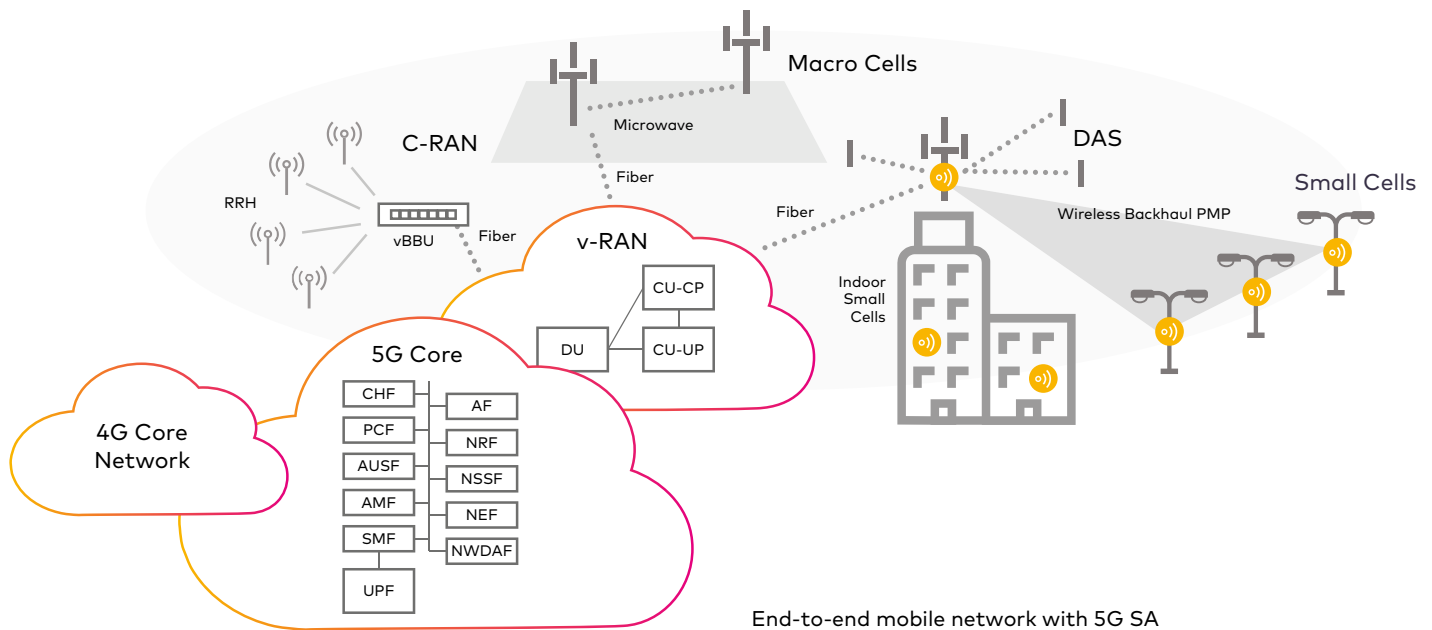 Macro Cells
Microwave
C-RAN
DAS
Fiber
Small Cells
RRH
vBBU
Fiber
Fiber
Wireless Backhaul PMP
v-RAN
CU-CP
DU
CU-UP
Indoor
Small
Cells
5G Core
CHF
AF
PCF
NRF
AUSF
NSSF
AMF
NEF
SMF
NWDAF
UPF
4G Core
Network
End-to-end mobile network with 5G SA